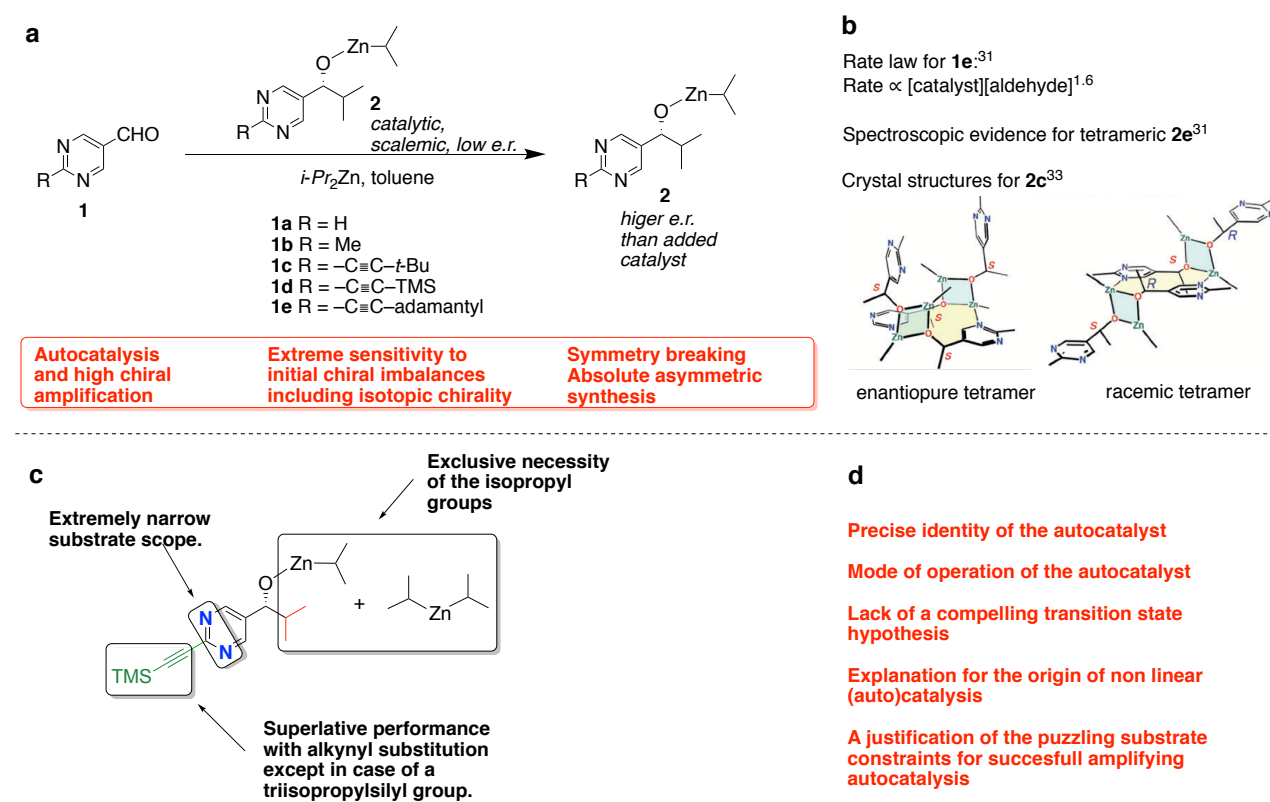 a
Zn
O
N
N
R
2
catalytic,
scalemic, low e.r.
CHO
N
N
R
1
i-Pr₂Zn, toluene
Zn
O
N
N
R
2
higer e.r.
than added
catalyst
1a R = H
1b R = Me
1c R = –C≡C–t-Bu
1d R = –C≡C–TMS
1e R = –C≡C–adamantyl
Autocatalysis
and high chiral
amplification
Extreme sensitivity to
initial chiral imbalances
including isotopic chirality
Symmetry breaking
Absolute asymmetric
synthesis
b
Rate law for 1e:³¹
Rate ∝ [catalyst][aldehyde]¹·⁶
Spectroscopic evidence for tetrameric 2e³¹
Crystal structures for 2c³³
enantiopure tetramer
racemic tetramer
c
Exclusive necessity
of the isopropyl
groups
Extremely narrow
substrate scope.
Zn
O
+
Zn
N
N
TMS
Superlative performance
with alkynyl substitution
except in case of a
triisopropylsilyl group.
d
Precise identity of the autocatalyst
Mode of operation of the autocatalyst
Lack of a compelling transition state
hypothesis
Explanation for the origin of non linear
(auto)catalysis
A justification of the puzzling substrate
constraints for succesfull amplifying
autocatalysis